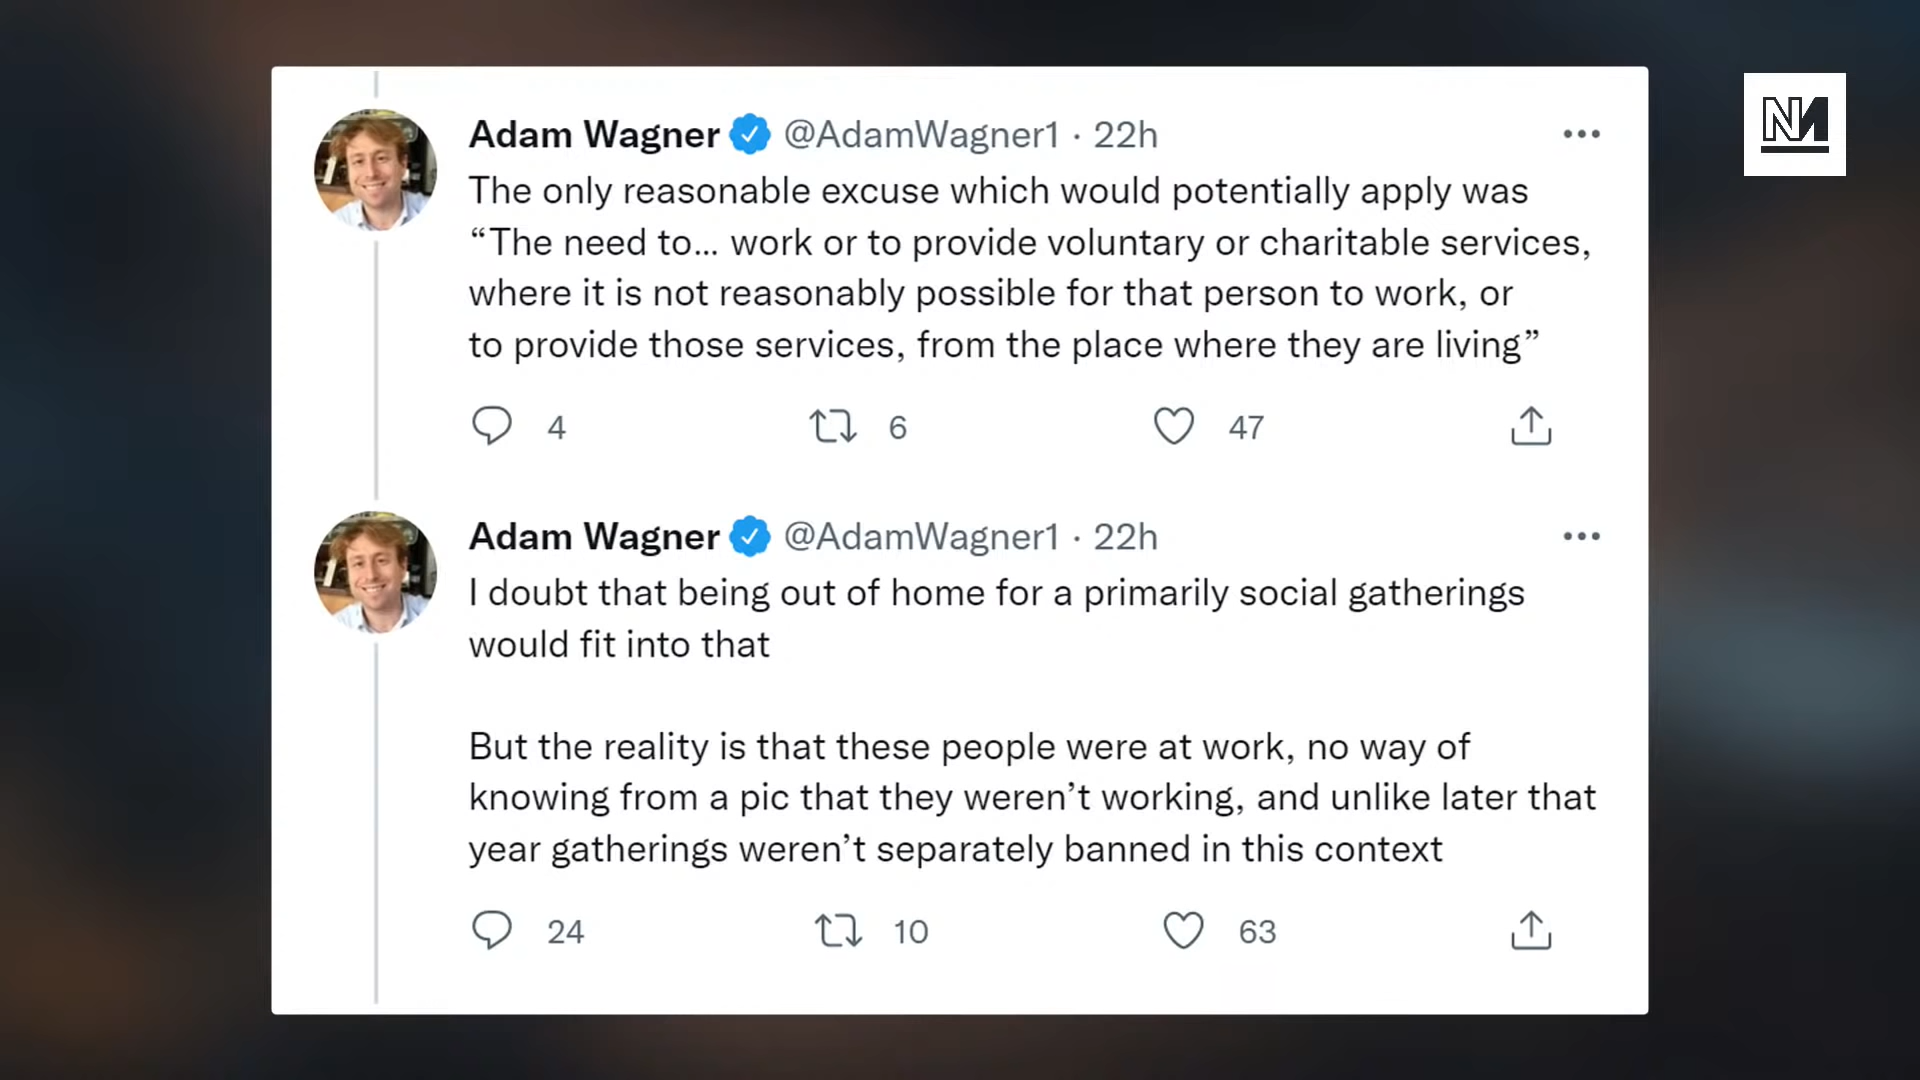 Adam Wagner @AdamWagner1 · 22h
The only reasonable excuse which would potentially apply was
“The need to... work or to provide voluntary or charitable services,
where it is not reasonably possible for that person to work, or
to provide those services, from the place where they are living”
4 6 47
Adam Wagner @AdamWagner1 · 22h
I doubt that being out of home for a primarily social gatherings
would fit into that
But the reality is that these people were at work, no way of
knowing from a pic that they weren’t working, and unlike later that
year gatherings weren’t separately banned in this context
24 10 63
NM